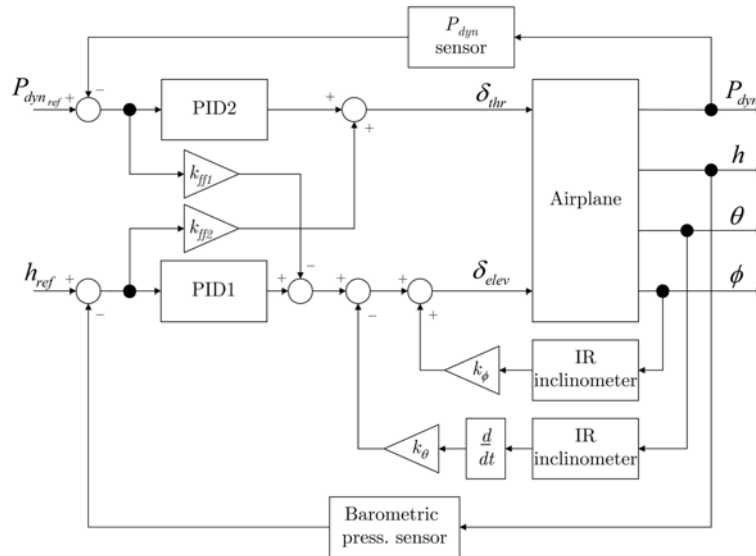 P_dyn
sensor
P_dyn_ref
PID2
δ_thr
P_dyn
k_ff1
h
Airplane
k_ff2
θ
h_ref
PID1
δ_elev
ϕ
k_ϕ
IR
inclinometer
k_θ
d
dt
IR
inclinometer
Barometric
press. sensor